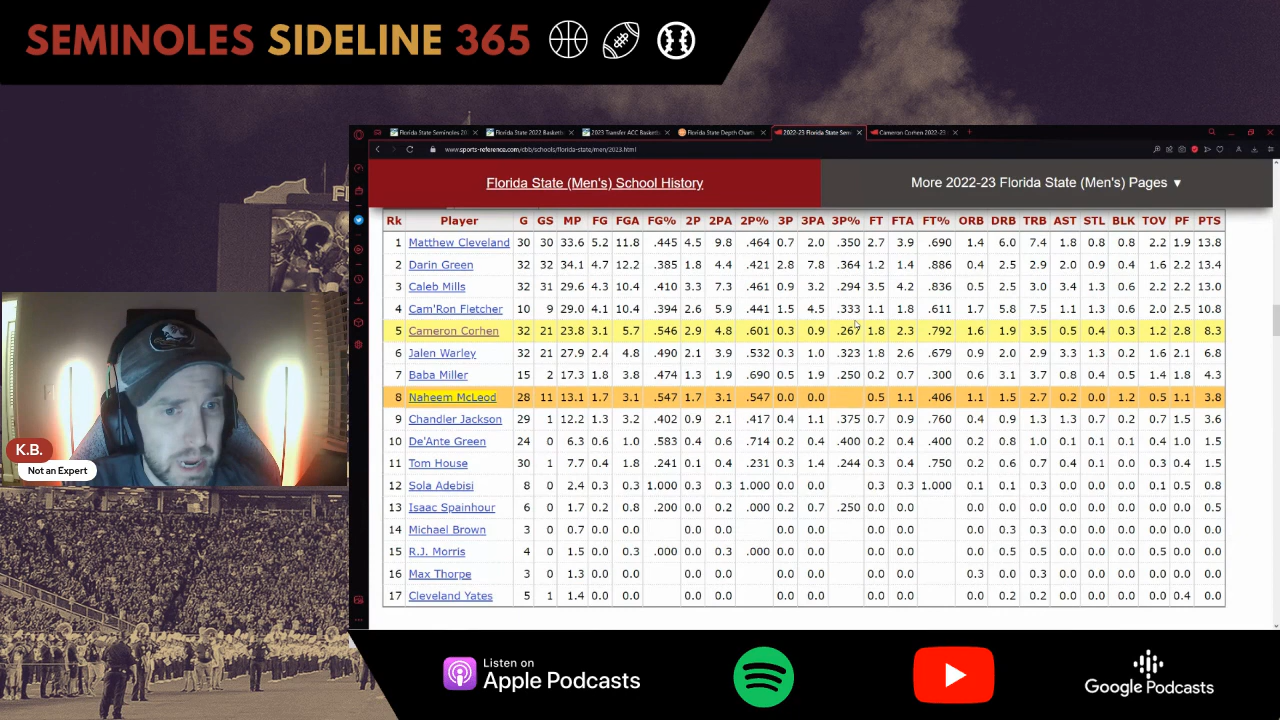 SEMINOLES SIDELINE 365
Florida State Seminoles 20
Florida State 2022 Basketb
2023 Transfer ACC Basketb
Florida State Depth Chart
2022-23 Florida State Sem
Cameron Corhen 2022-23
www.sports-reference.com/cbb/schools/florida-state/men/2023.html
Florida State (Men's) School History
More 2022-23 Florida State (Men's) Pages ▼
Rk Player G GS MP FG FGA FG% 2P 2PA 2P% 3P 3PA 3P% FT FTA FT% ORB DRB TRB AST STL BLK TOV PF PTS
1 Matthew Cleveland 30 30 33.6 5.2 11.8 .445 4.5 9.8 .464 0.7 2.0 .350 2.7 3.9 .690 1.4 6.0 7.4 1.8 0.8 0.8 2.2 1.9 13.8
2 Darin Green 32 32 34.1 4.7 12.2 .385 1.8 4.4 .421 2.8 7.8 .364 1.2 1.4 .886 0.4 2.5 2.9 2.0 0.9 0.4 1.6 2.2 13.4
3 Caleb Mills 32 31 29.6 4.3 10.4 .410 3.3 7.3 .461 0.9 3.2 .294 3.5 4.2 .836 0.5 2.5 3.0 3.4 1.3 0.6 2.2 2.2 13.0
4 Cam'Ron Fletcher 10 9 29.0 4.1 10.4 .394 2.6 5.9 .441 1.5 4.5 .333 1.1 1.8 .611 1.7 5.8 7.5 1.1 1.3 0.6 2.0 2.5 10.8
5 Cameron Corhen 32 21 23.8 3.1 5.7 .546 2.9 4.8 .601 0.3 0.9 .267 1.8 2.3 .792 1.6 1.9 3.5 0.5 0.4 0.3 1.2 2.8 8.3
6 Jalen Warley 32 21 27.9 2.4 4.8 .490 2.1 3.9 .532 0.3 1.0 .323 1.8 2.6 .679 0.9 2.0 2.9 3.3 1.3 0.2 1.6 2.1 6.8
7 Baba Miller 15 2 17.3 1.8 3.8 .474 1.3 1.9 .690 0.5 1.9 .250 0.2 0.7 .300 0.6 3.1 3.7 0.8 0.4 0.5 1.4 1.8 4.3
8 Naheem McLeod 28 11 13.1 1.7 3.1 .547 1.7 3.1 .547 0.0 0.0 0.5 1.1 .406 1.1 1.5 2.7 0.2 0.0 1.2 0.5 1.1 3.8
9 Chandler Jackson 29 1 12.2 1.3 3.2 .402 0.9 2.1 .417 0.4 1.1 .375 0.7 0.9 .760 0.4 0.9 1.3 1.3 0.7 0.2 0.7 1.5 3.6
10 De'Ante Green 24 0 6.3 0.6 1.0 .583 0.4 .714 0.2 0.4 .400 0.2 0.4 .400 0.2 0.8 1.0 0.1 0.1 0.1 0.4 1.0 1.5
11 Tom House 30 1 7.7 0.4 1.8 .241 0.1 0.4 .231 0.3 1.4 .244 0.3 0.4 .750 0.2 0.6 0.7 0.4 0.1 0.0 0.3 0.4 1.5
12 Sola Adebisi 8 0 2.4 0.3 0.3 1.000 0.3 0.3 1.000 0.0 0.0 0.3 0.3 1.000 0.1 0.1 0.3 0.0 0.0 0.0 0.1 0.5 0.8
13 Isaac Spainhour 6 0 1.7 0.2 0.8 .200 0.0 0.2 .000 0.2 0.7 .250 0.0 0.0 0.0 0.0 0.0 0.0 0.0 0.0 0.0 0.0 0.5
14 Michael Brown 3 0 0.7 0.0 0.0 0.0 0.0 0.0 0.0 0.0 0.0 0.0 0.3 0.3 0.0 0.0 0.0 0.0 0.0 0.0
15 R.J. Morris 4 0 1.5 0.0 0.3 .000 0.0 0.3 .000 0.0 0.0 0.0 0.0 0.0 0.5 0.5 0.0 0.0 0.0 0.5 0.0 0.0
16 Max Thorpe 3 0 1.3 0.0 0.0 0.0 0.0 0.0 0.0 0.0 0.0 0.3 0.0 0.3 0.0 0.0 0.0 0.0 0.0 0.0
17 Cleveland Yates 5 1 1.4 0.0 0.0 0.0 0.0 0.0 0.0 0.0 0.0 0.0 0.2 0.2 0.0 0.0 0.0 0.0 0.4 0.0
K.B.
Not an Expert
Listen on
Apple Podcasts
Google Podcasts